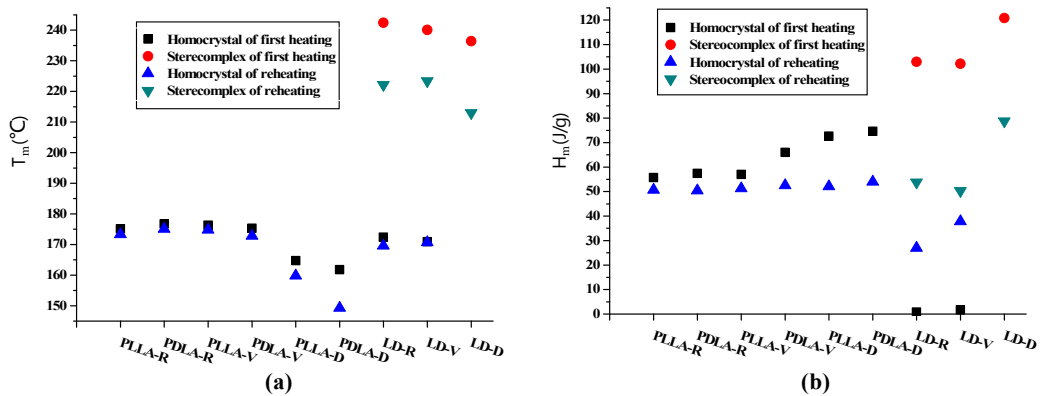 240
230
220
210
200
190
180
170
160
150
Tm(℃)
Homocrystal of first heating
Stereocomplex of first heating
Homocrystal of reheating
Sterecomplex of reheating
PLLA-R
PDLA-R
PLLA-V
PDLA-V
PLLA-D
PDLA-D
LD-R
LD-V
LD-D
(a)
120
110
100
90
80
70
60
50
40
30
20
10
0
Hm(J/g)
Homocrystal of first heating
Stereocomplex of first heating
Homocrystal of reheating
Stereocomplex of reheating
PLLA-R
PDLA-R
PLLA-V
PDLA-V
PLLA-D
PDLA-D
LD-R
LD-V
LD-D
(b)